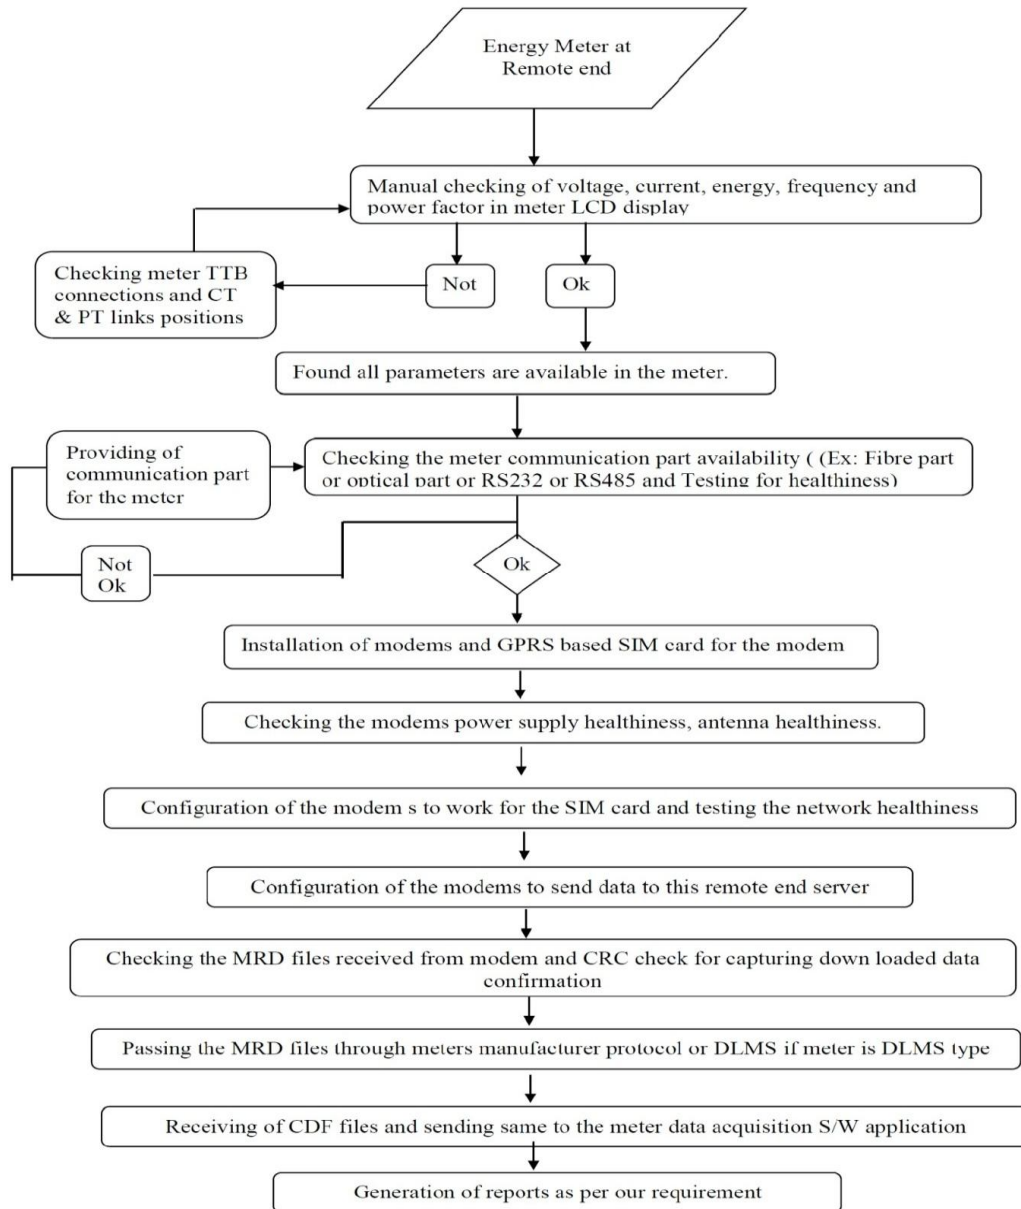 Energy Meter at
Remote end
Manual checking of voltage, current, energy, frequency and
power factor in meter LCD display
Checking meter TTB
connections and CT
& PT links positions
Not
Ok
Found all parameters are available in the meter.
Providing of
communication part
for the meter
Checking the meter communication part availability ( (Ex: Fibre part
or optical part or RS232 or RS485 and Testing for healthiness)
Not
Ok
Ok
Installation of modems and GPRS based SIM card for the modem
Checking the modems power supply healthiness, antenna healthiness.
Configuration of the modem s to work for the SIM card and testing the network healthiness
Configuration of the modems to send data to this remote end server
Checking the MRD files received from modem and CRC check for capturing down loaded data
confirmation
Passing the MRD files through meters manufacturer protocol or DLMS if meter is DLMS type
Receiving of CDF files and sending same to the meter data acquisition S/W application
Generation of reports as per our requirement